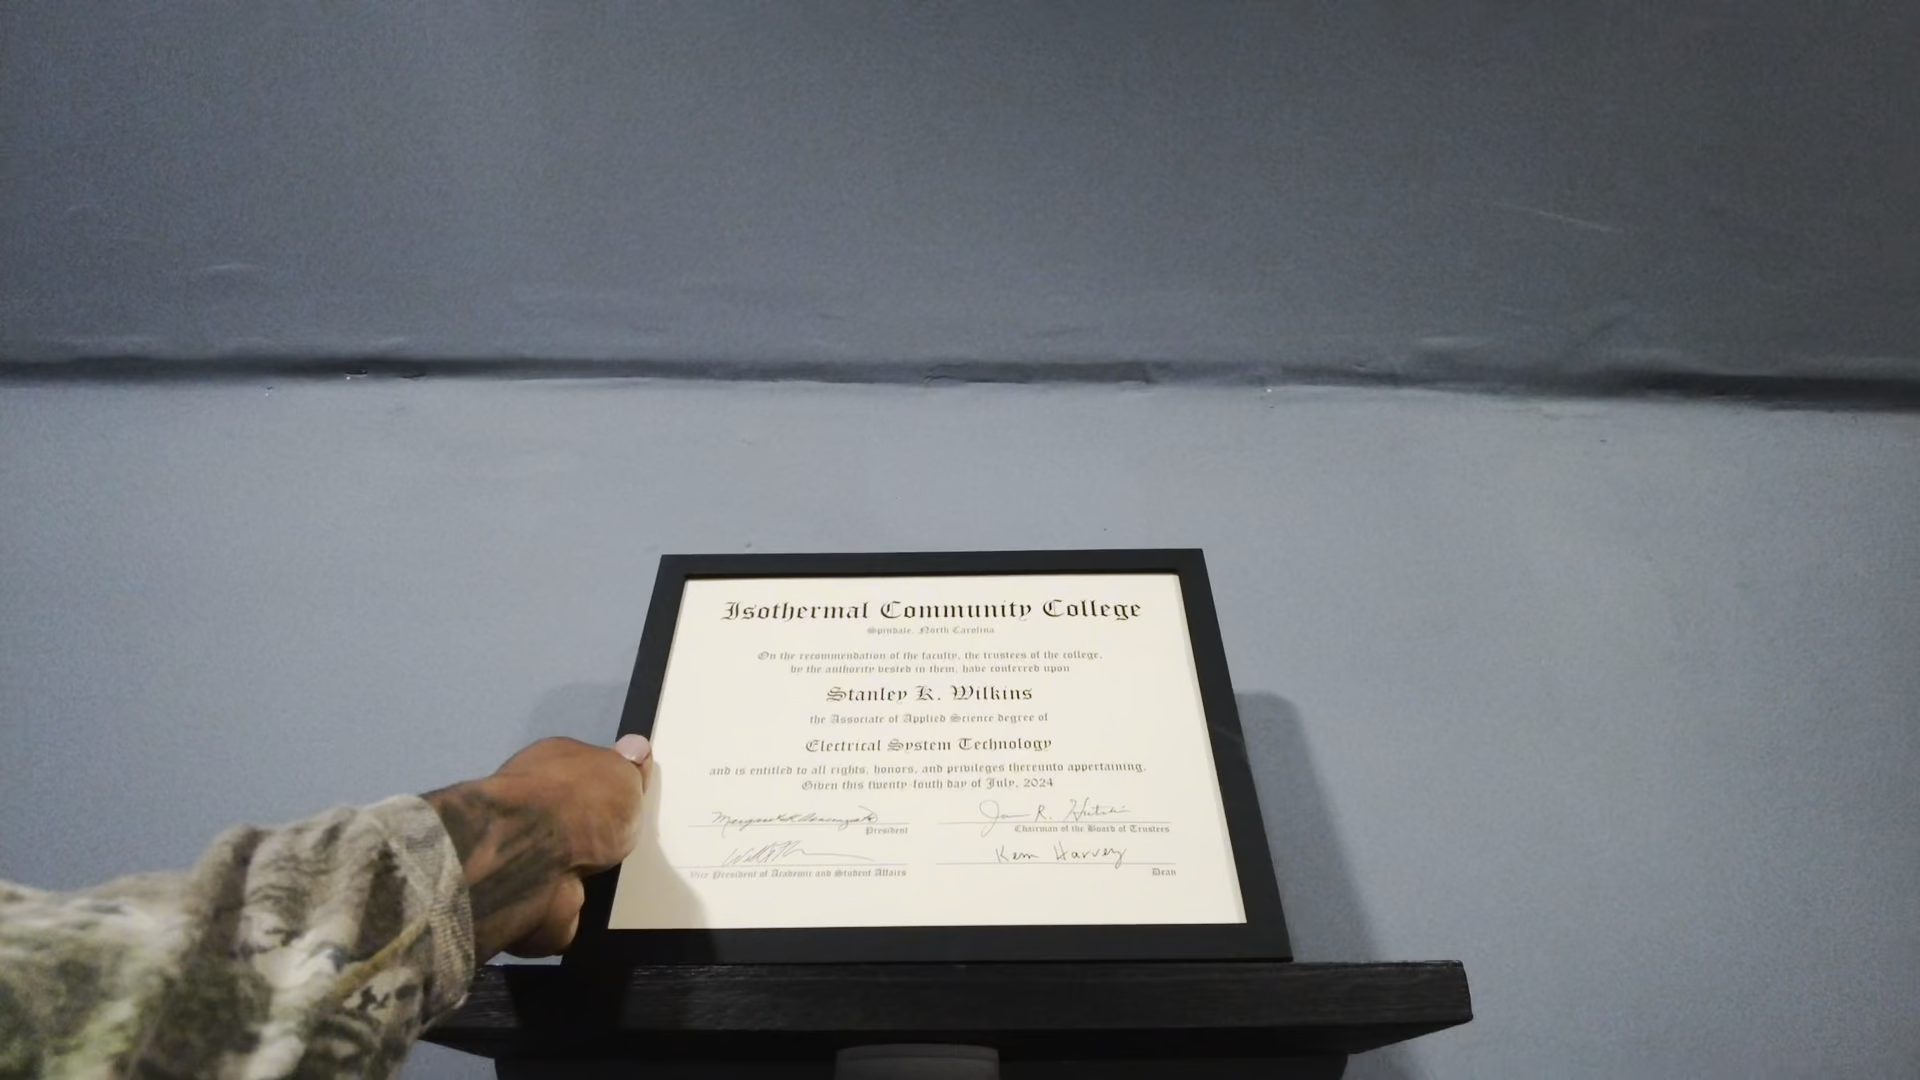 Isothermal Community College
Spindale, North Carolina
On the recommendation of the faculty, the trustees of the college,
by the authority vested in them, have conferred upon
Stanley K. Wilkins
the Associate of Applied Science degree of
Electrical System Technology
and is entitled to all rights, honors, and privileges thereunto appertaining.
Given this twenty-fouth day of July, 2024
President
Chairman of the Board of Trustees
Kem Harvey
Vice President of Academic and Student Affairs
Dean